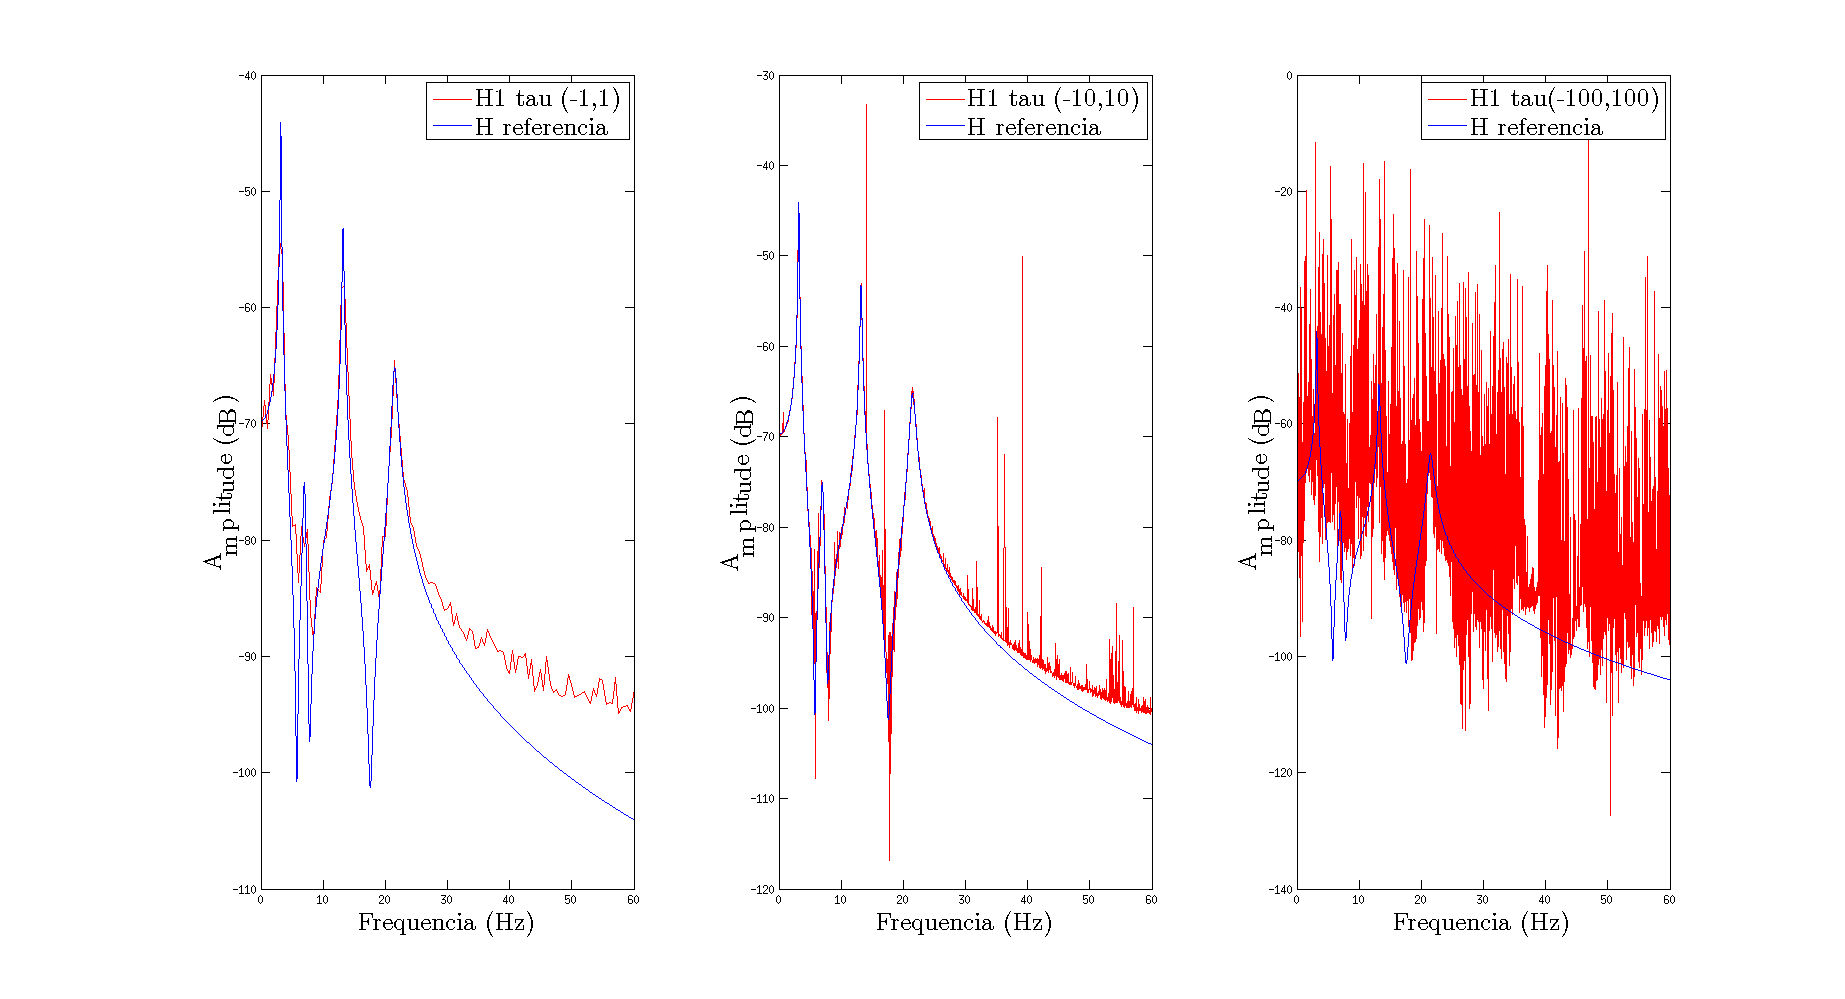 -40
-50
-60
-70
-80
-90
-100
-110
0 10 20 30 40 50 60
Amplitude (dB)
Frequencia (Hz)
H1 tau (-1,1)
H referencia
-30
-40
-50
-60
-70
-80
-90
-100
-110
-120
0 10 20 30 40 50 60
Amplitude (dB)
Frequencia (Hz)
H1 tau (-10,10)
H referencia
0
-20
-40
-60
-80
-100
-120
-140
0 10 20 30 40 50 60
Amplitude (dB)
Frequencia (Hz)
H1 tau(-100,100)
H referencia